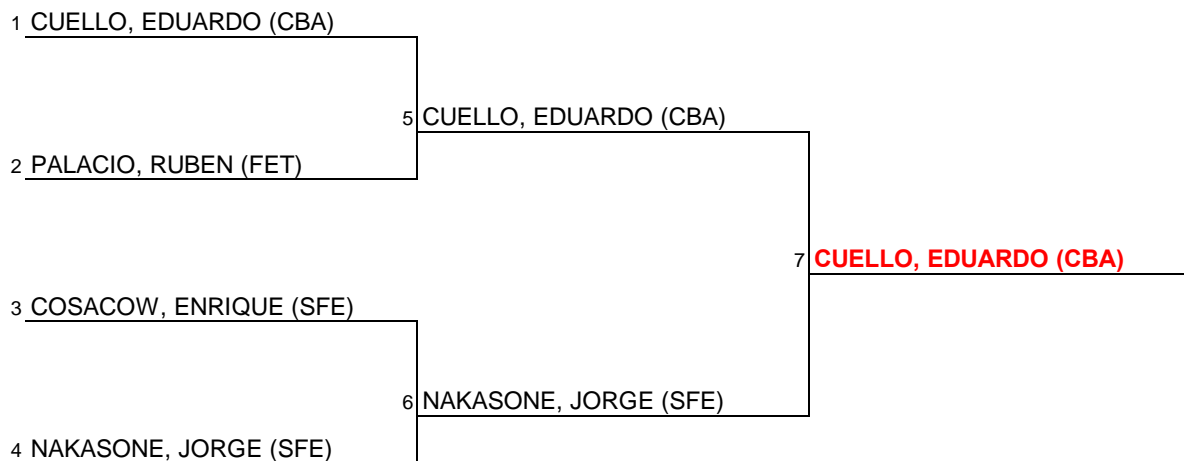 1 CUELLO, EDUARDO (CBA)
5 CUELLO, EDUARDO (CBA)
2 PALACIO, RUBEN (FET)
7 CUELLO, EDUARDO (CBA)
3 COSACOW, ENRIQUE (SFE)
6 NAKASONE, JORGE (SFE)
4 NAKASONE, JORGE (SFE)